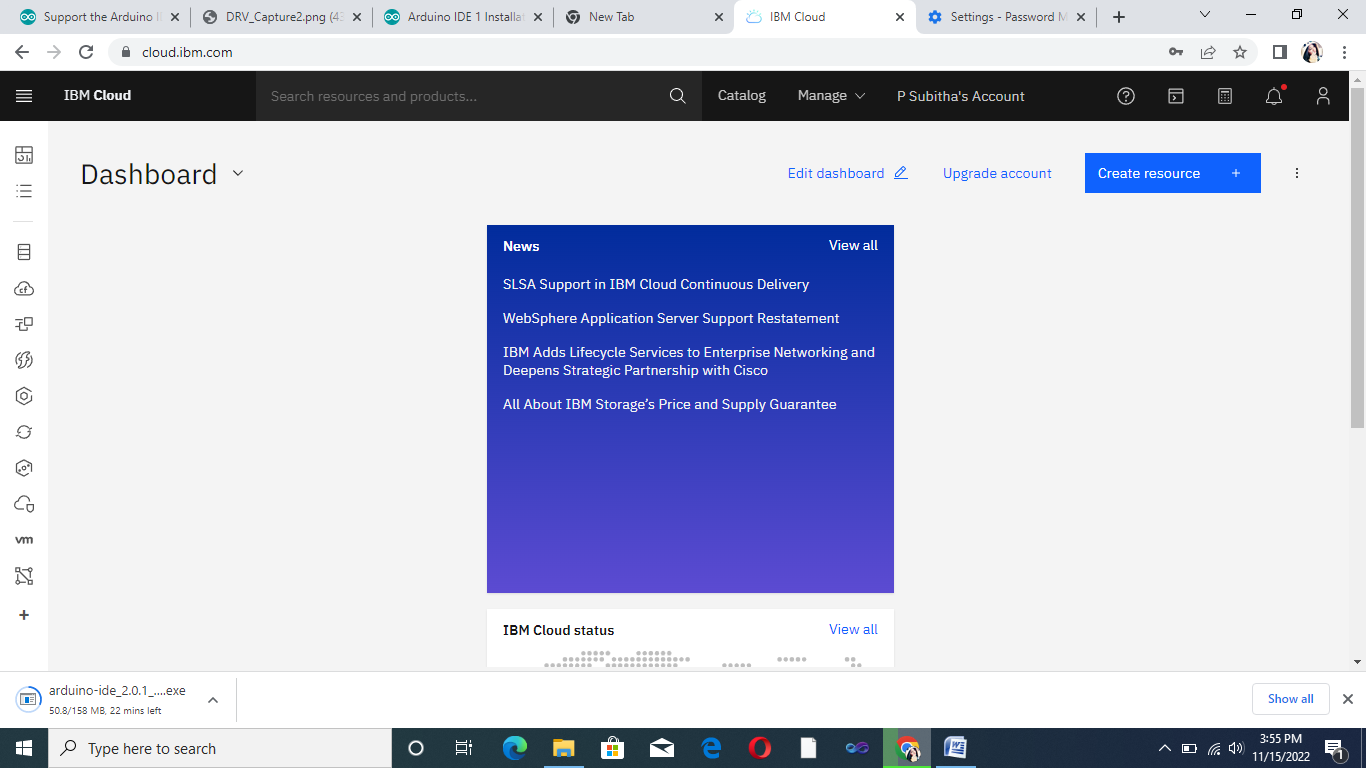 Support the Arduino I
DRV_Capture2.png (43
Arduino IDE 1 Installat
New Tab
IBM Cloud
Settings - Password M
cloud.ibm.com
IBM Cloud
Search resources and products...
Catalog
Manage
P Subitha's Account
Dashboard
Edit dashboard
Upgrade account
Create resource +
News
View all
SLSA Support in IBM Cloud Continuous Delivery
WebSphere Application Server Support Restatement
IBM Adds Lifecycle Services to Enterprise Networking and
Deepens Strategic Partnership with Cisco
All About IBM Storage's Price and Supply Guarantee
cf
vm
IBM Cloud status
View all
arduino-ide_2.0.1_....exe
50.8/158 MB, 22 mins left
Show all
Type here to search
3:55 PM
11/15/2022
1